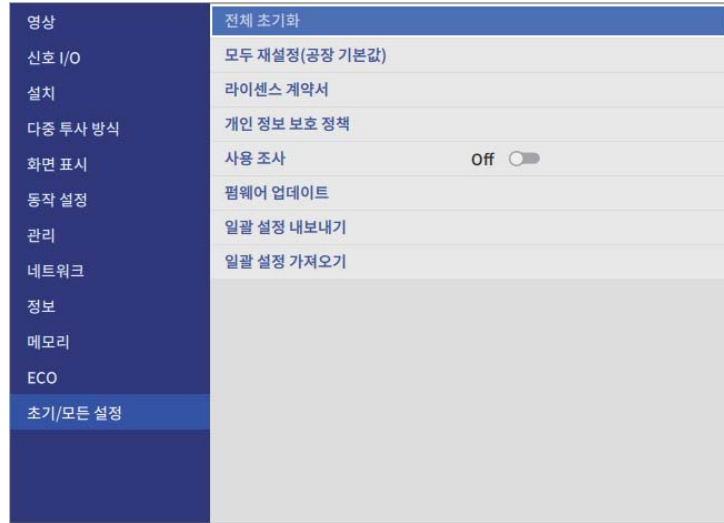 영상
신호 I/O
설치
다중 투사 방식
화면 표시
동작 설정
관리
네트워크
정보
메모리
ECO
초기/모든 설정
전체 초기화
모두 재설정(공장 기본값)
라이센스 계약서
개인 정보 보호 정책
사용 조사 Off
펌웨어 업데이트
일괄 설정 내보내기
일괄 설정 가져오기